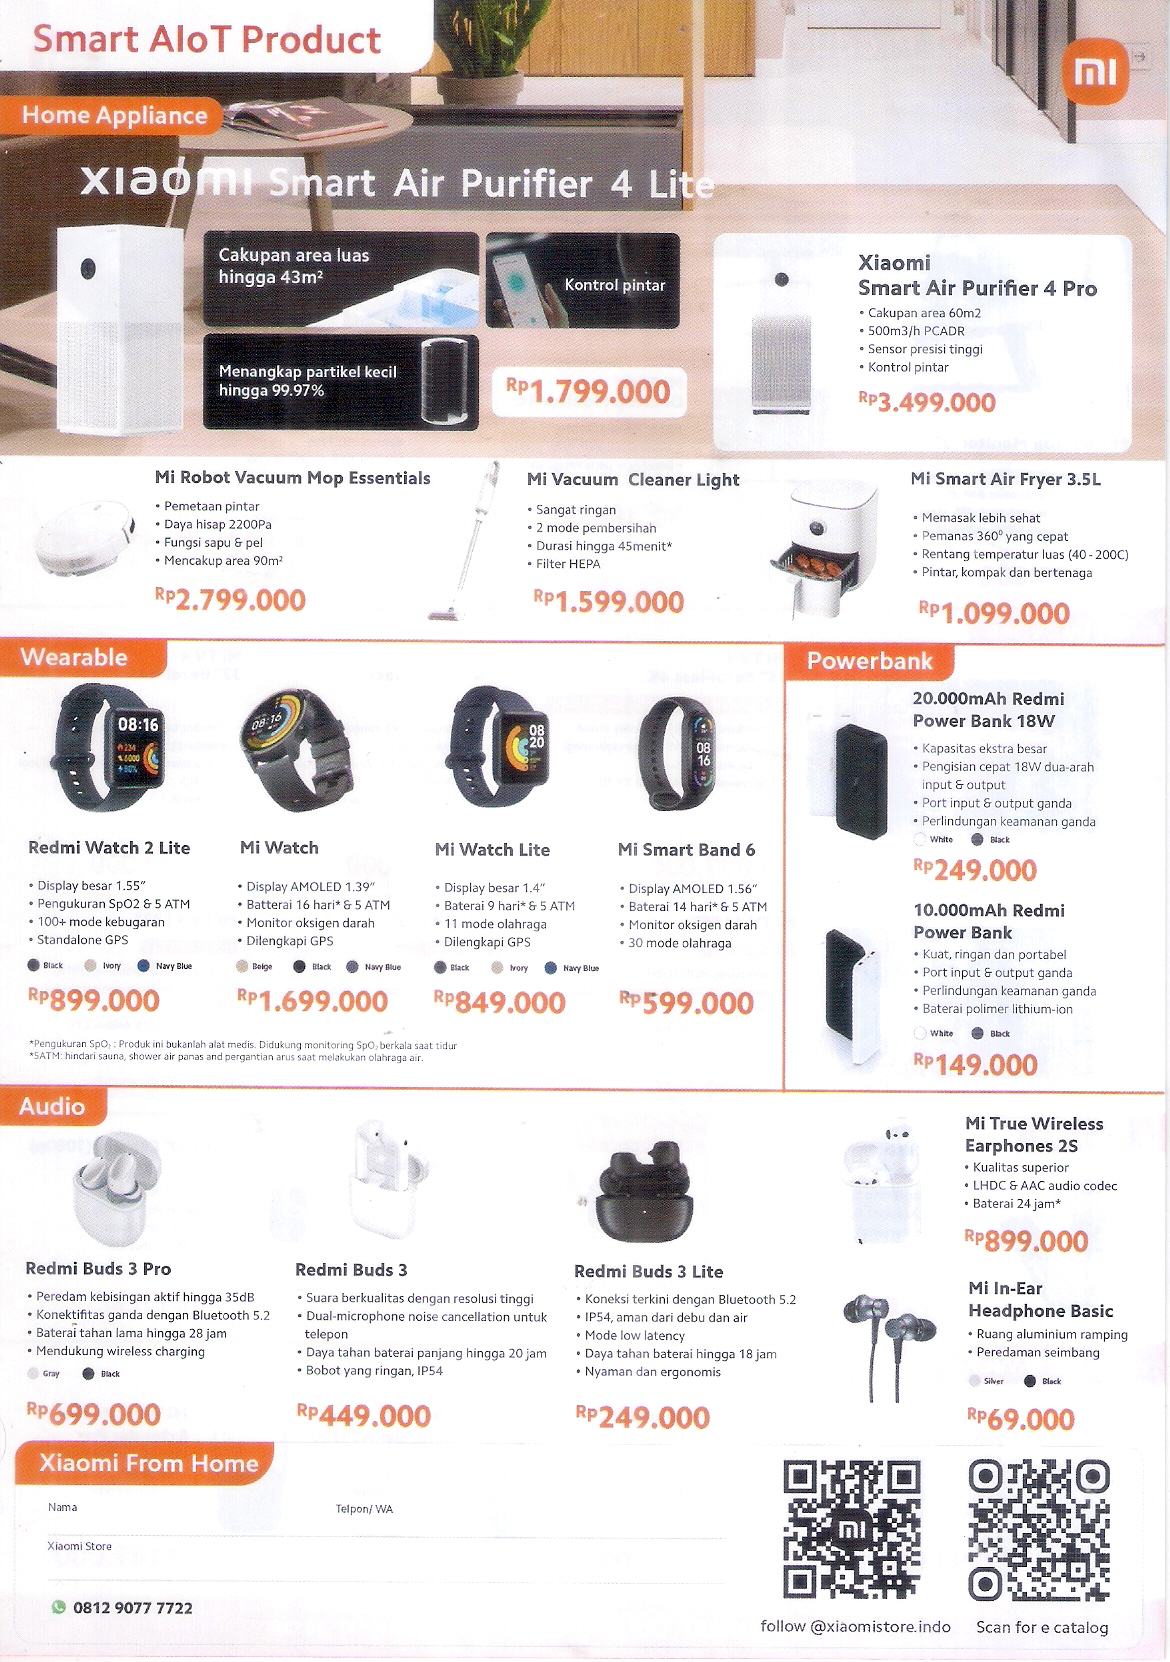 Smart AIoT Product
mi
Home Appliance
xiaomi Smart Air Purifier 4 Lite
Cakupan area luas
hingga 43m²
Kontrol pintar
Menangkap partikel kecil
hingga 99.97%
Rp1.799.000
Xiaomi
Smart Air Purifier 4 Pro
• Cakupan area 60m2
• 500m3/h PCADR
• Sensor presisi tinggi
• Kontrol pintar
Rp3.499.000
Mi Robot Vacuum Mop Essentials
• Pemetaan pintar
• Daya hisap 2200Pa
• Fungsi sapu & pel
• Mencakup area 90m²
Rp2.799.000
Mi Vacuum Cleaner Light
• Sangat ringan
• 2 mode pembersihan
• Durasi hingga 45menit*
• Filter HEPA
Rp1.599.000
Mi Smart Air Fryer 3.5L
• Memasak lebih sehat
• Pemanas 360⁰ yang cepat
• Rentang temperatur luas (40 - 200C)
• Pintar, kompak dan bertenaga
Rp1.099.000
Wearable
08:16
Redmi Watch 2 Lite
• Display besar 1.55"
• Pengukuran SpO2 & 5 ATM
• 100+ mode kebugaran
• Standalone GPS
Black Ivory Navy Blue
Rp899.000
08:16
Mi Watch
• Display AMOLED 1.39"
• Batterai 16 hari* & 5 ATM
• Monitor oksigen darah
• Dilengkapi GPS
Beige Black Navy Blue
Rp1.699.000
08
20
Mi Watch Lite
• Display besar 1.4"
• Baterai 9 hari* & 5 ATM
• 11 mode olahraga
• Dilengkapi GPS
Black Ivory Navy Blue
Rp849.000
08
16
Mi Smart Band 6
• Display AMOLED 1.56"
• Baterai 14 hari* & 5 ATM
• Monitor oksigen darah
• 30 mode olahraga
Rp599.000
*Pengukuran SpO₂ : Produk ini bukanlah alat medis. Didukung monitoring SpO₂ berkala saat tidur
*5ATM: hindari sauna, shower air panas and pergantian arus saat melakukan olahraga air.
Powerbank
20.000mAh Redmi
Power Bank 18W
• Kapasitas ekstra besar
• Pengisian cepat 18W dua-arah
input & output
• Port input & output ganda
• Perlindungan keamanan ganda
White Black
Rp249.000
10.000mAh Redmi
Power Bank
• Kuat, ringan dan portabel
• Port input & output ganda
• Perlindungan keamanan ganda
• Baterai polimer lithium-ion
White Black
Rp149.000
Audio
Redmi Buds 3 Pro
• Peredam kebisingan aktif hingga 35dB
• Konektifitas ganda dengan Bluetooth 5.2
• Baterai tahan lama hingga 28 jam
• Mendukung wireless charging
Gray Black
Rp699.000
Redmi Buds 3
• Suara berkualitas dengan resolusi tinggi
• Dual-microphone noise cancellation untuk
telepon
• Daya tahan baterai panjang hingga 20 jam
• Bobot yang ringan, IP54
Rp449.000
Redmi Buds 3 Lite
• Koneksi terkini dengan Bluetooth 5.2
• IP54, aman dari debu dan air
• Mode low latency
• Daya tahan baterai hingga 18 jam
• Nyaman dan ergonomis
Rp249.000
Mi True Wireless
Earphones 2S
• Kualitas superior
• LHDC & AAC audio codec
• Baterai 24 jam*
Rp899.000
Mi In-Ear
Headphone Basic
• Ruang aluminium ramping
• Peredaman seimbang
Silver Black
Rp69.000
Xiaomi From Home
Nama
Telpon/ WA
Xiaomi Store
0812 9077 7722
mi
follow @xiaomistore.indo
Scan for e catalog